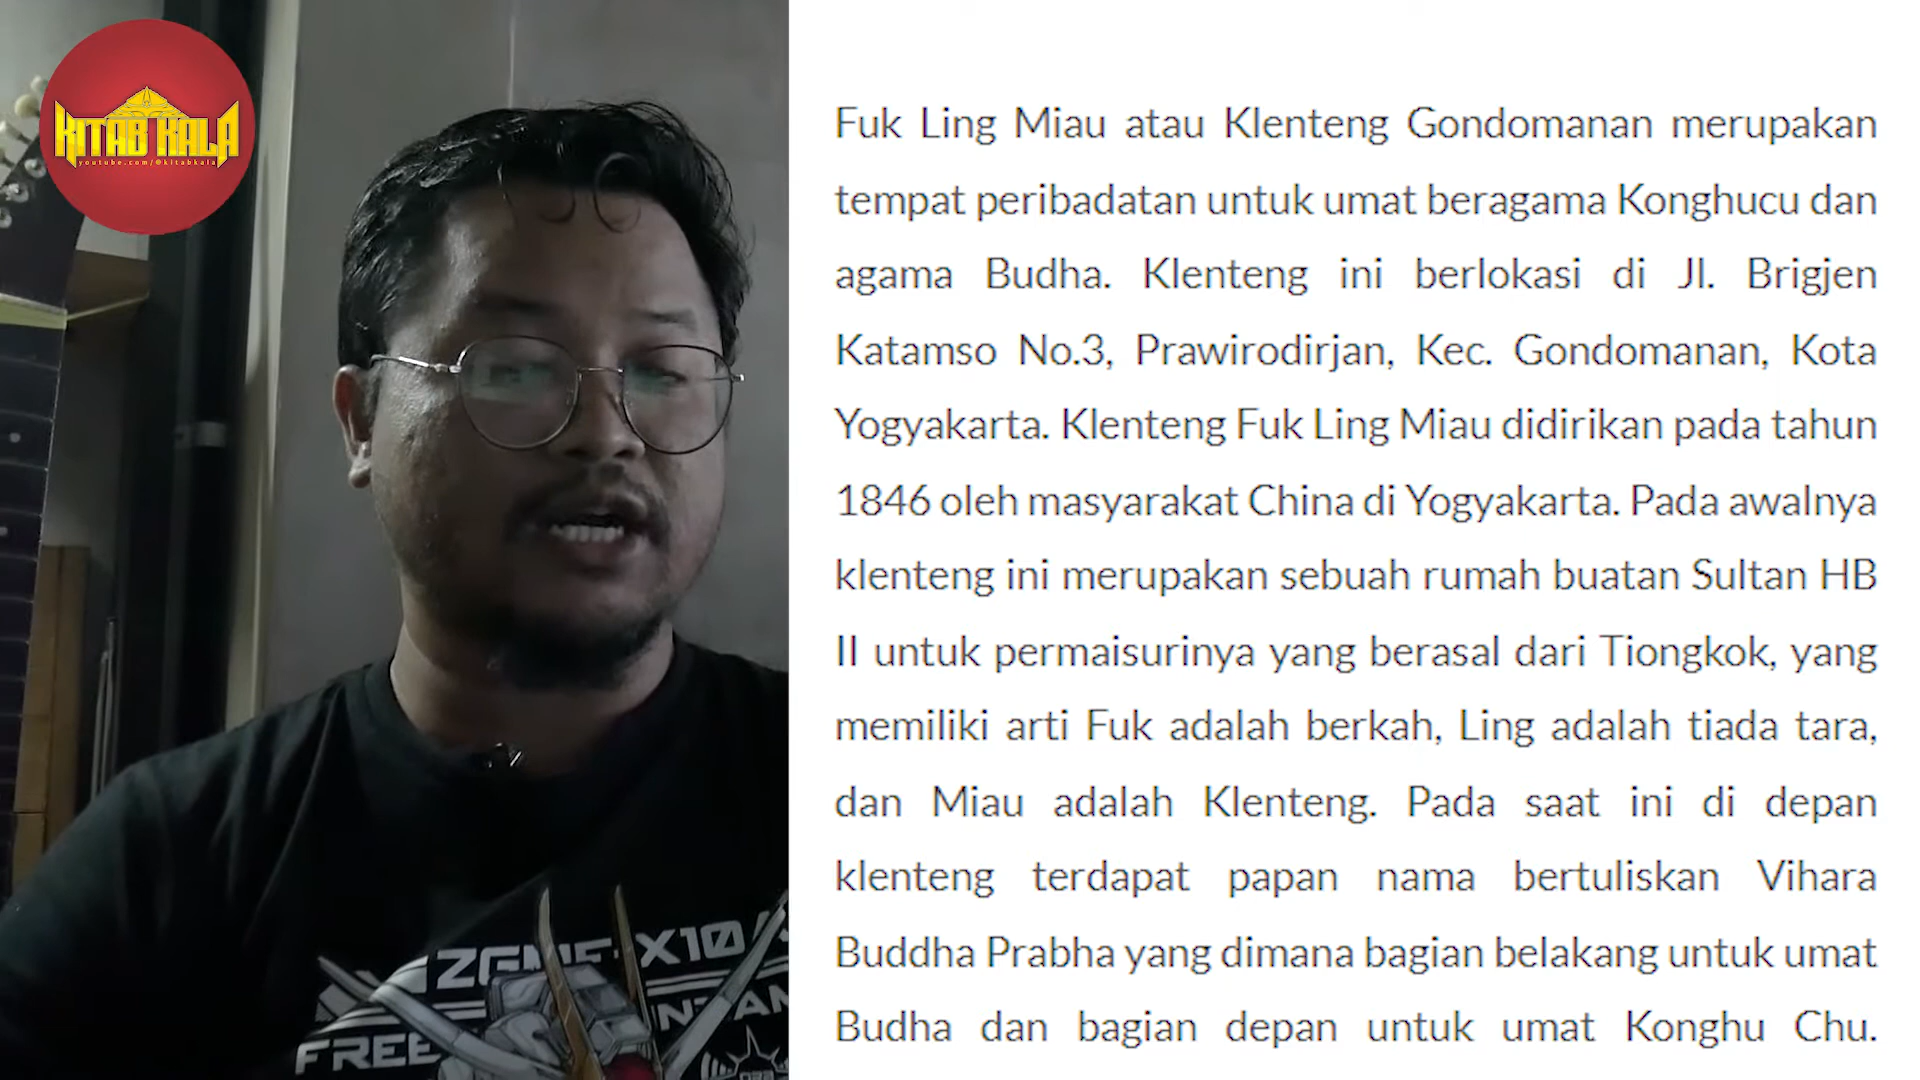 KITAB KALA
youtube.com/@kitabkala
Fuk Ling Miau atau Klenteng Gondomanan merupakan
tempat peribadatan untuk umat beragama Konghucu dan
agama Budha. Klenteng ini berlokasi di Jl. Brigjen
Katamso No.3, Prawirodirjan, Kec. Gondomanan, Kota
Yogyakarta. Klenteng Fuk Ling Miau didirikan pada tahun
1846 oleh masyarakat China di Yogyakarta. Pada awalnya
klenteng ini merupakan sebuah rumah buatan Sultan HB
II untuk permaisurinya yang berasal dari Tiongkok, yang
memiliki arti Fuk adalah berkah, Ling adalah tiada tara,
dan Miau adalah Klenteng. Pada saat ini di depan
klenteng terdapat papan nama bertuliskan Vihara
Buddha Prabha yang dimana bagian belakang untuk umat
Budha dan bagian depan untuk umat Konghu Chu.
X10
FREE